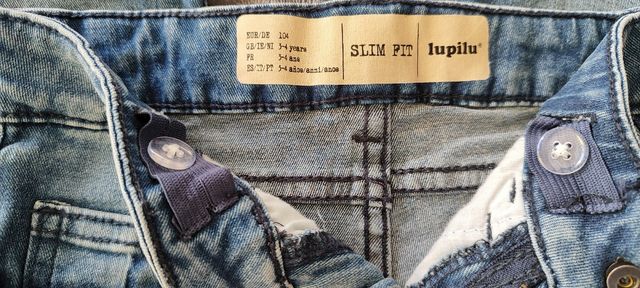 EUR/DE 104
GB/IE/NI 3-4 years
FR 3-4 ans
ES/IT/PT 3-4 años/anni/anos
SLIM FIT
lupilu®